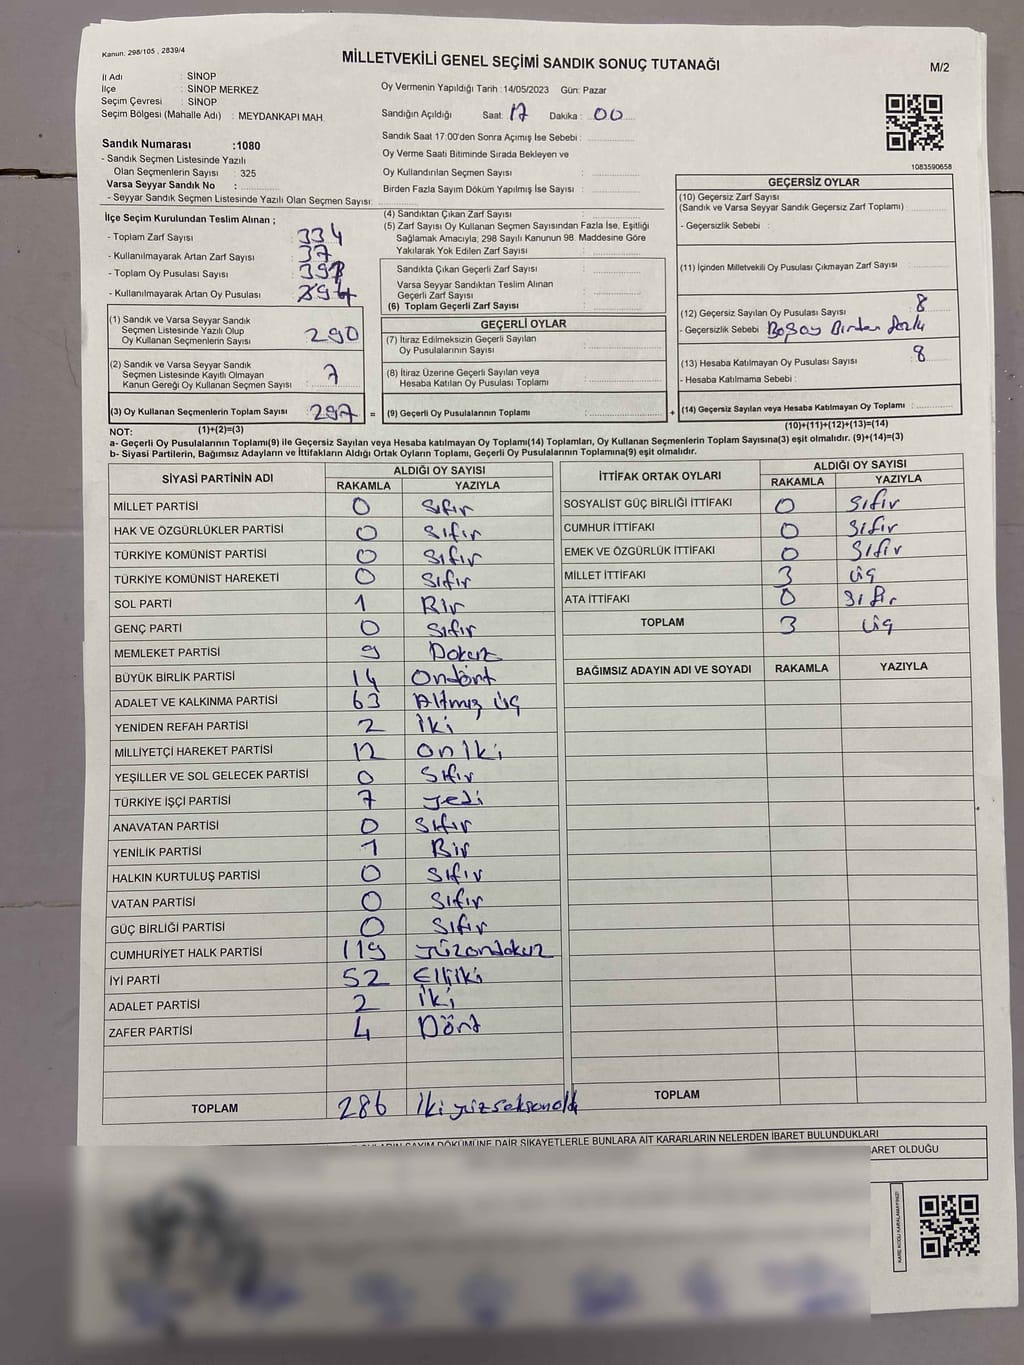 Kanun. 298/105 , 2839/4
MİLLETVEKİLİ GENEL SEÇİMİ SANDIK SONUÇ TUTANAĞI
M/2
İl Adı : SİNOP
İlçe : SİNOP MERKEZ
Seçim Çevresi : SİNOP
Seçim Bölgesi (Mahalle Adı) : MEYDANKAPI MAH.
Sandık Numarası :1080
- Sandık Seçmen Listesinde Yazılı
Olan Seçmen Sayısı : 325
Varsa Seyyar Sandık No :
- Seyyar Sandık Seçmen Listesinde Yazılı Olan Seçmen Sayısı:
Oy Vermenin Yapıldığı Tarih : 14/05/2023 Gün: Pazar
Sandığın Açıldığı Saat: 17 Dakika : 00
Sandık Saat 17:00'den Sonra Açımış İse Sebebi :
Oy Verme Saati Bitiminde Sırada Bekleyen ve
Oy Kullandırılan Seçmen Sayısı :
Birden Fazla Sayım Döküm Yapılmış İse Sayısı :
1083590658
İlçe Seçim Kurulundan Teslim Alınan ;
- Toplam Zarf Sayısı : 334
- Kullanılmayarak Artan Zarf Sayısı : 37
- Toplam Oy Pusulası Sayısı :
- Kullanılmayarak Artan Oy Pusulası :
(1) Sandık ve Varsa Seyyar Sandık
Seçmen Listesinde Yazılı Olup
Oy Kullanan Seçmenlerin Sayısı : 290
(2) Sandık ve Varsa Seyyar Sandık
Seçmen Listesinde Kayıtlı Olmayan
Kanun Gereği Oy Kullanan Seçmen Sayısı : 7
(3) Oy Kullanan Seçmenlerin Toplam Sayısı : 297 =
(1)+(2)=(3)
(4) Sandıktan Çıkan Zarf Sayısı :
(5) Zarf Sayısı Oy Kullanan Seçmen Sayısından Fazla İse, Eşitliği
Sağlamak Amacıyla, 298 Sayılı Kanunun 98. Maddesine Göre
Yakılarak Yok Edilen Zarf Sayısı :
Sandıkta Çıkan Geçerli Zarf Sayısı :
Varsa Seyyar Sandıktan Teslim Alınan
Geçerli Zarf Sayısı :
(6) Toplam Geçerli Zarf Sayısı :
GEÇERLİ OYLAR
(7) İtiraz Edilmeksizin Geçerli Sayılan
Oy Pusulalarının Sayısı :
(8) İtiraz Üzerine Geçerli Sayılan veya
Hesaba Katılan Oy Pusulası Toplamı :
(9) Geçerli Oy Pusulalarının Toplamı : +
GEÇERSİZ OYLAR
(10) Geçersiz Zarf Sayısı
(Sandık ve Varsa Seyyar Sandık Geçersiz Zarf Toplamı) :
- Geçersizlik Sebebi :
(11) İçinden Milletvekili Oy Pusulası Çıkmayan Zarf Sayısı :
(12) Geçersiz Sayılan Oy Pusulası Sayısı : 8
- Geçersizlik Sebebi : Boş oy Birden fazla
(13) Hesaba Katılmayan Oy Pusulası Sayısı : 8
- Hesaba Katılmama Sebebi :
(14) Geçersiz Sayılan veya Hesaba Katılmayan Oy Toplamı :
(10)+(11)+(12)+(13)=(14)
NOT:
a- Geçerli Oy Pusulalarının Toplamı(9) ile Geçersiz Sayılan veya Hesaba katılmayan Oy Toplamı(14) Toplamları, Oy Kullanan Seçmenlerin Toplam Sayısına(3) eşit olmalıdır. (9)+(14)=(3)
b- Siyasi Partilerin, Bağımsız Adayların ve İttifakların Aldığı Ortak Oyların Toplamı, Geçerli Oy Pusulalarının Toplamına(9) eşit olmalıdır.
SİYASİ PARTİNİN ADI ALDIĞI OY SAYISI
RAKAMLA YAZIYLA
MİLLET PARTİSİ 0 Sıfır
HAK VE ÖZGÜRLÜKLER PARTİSİ 0 Sıfır
TÜRKİYE KOMÜNİST PARTİSİ 0 Sıfır
TÜRKİYE KOMÜNİST HAREKETİ 0 Sıfır
SOL PARTİ 1 Bir
GENÇ PARTİ 0 Sıfır
MEMLEKET PARTİSİ 9 Dokuz
BÜYÜK BİRLİK PARTİSİ 14 Ondört
ADALET VE KALKINMA PARTİSİ 63 Altmış üç
YENİDEN REFAH PARTİSİ 2 İki
MİLLİYETÇİ HAREKET PARTİSİ 12 on iki
YEŞİLLER VE SOL GELECEK PARTİSİ 0 Sıfır
TÜRKİYE İŞÇİ PARTİSİ 7 yedi
ANAVATAN PARTİSİ 0 Sıfır
YENİLİK PARTİSİ 1 Bir
HALKIN KURTULUŞ PARTİSİ 0 Sıfır
VATAN PARTİSİ 0 Sıfır
GÜÇ BİRLİĞİ PARTİSİ 0 Sıfır
CUMHURİYET HALK PARTİSİ 119 yüzondokuz
İYİ PARTİ 52 Elliiki
ADALET PARTİSİ 2 İki
ZAFER PARTİSİ 4 Dört
TOPLAM 286 İki yüz seksenaltı
İTTİFAK ORTAK OYLARI ALDIĞI OY SAYISI
RAKAMLA YAZIYLA
SOSYALİST GÜÇ BİRLİĞİ İTTİFAKI 0 Sıfır
CUMHUR İTTİFAKI 0 Sıfır
EMEK VE ÖZGÜRLÜK İTTİFAKI 0 Sıfır
MİLLET İTTİFAKI 3 üç
ATA İTTİFAKI 0 Sıfır
TOPLAM 3 üç
BAĞIMSIZ ADAYIN ADI VE SOYADI RAKAMLA YAZIYLA
TOPLAM
SAYIM DÖKÜMÜNE DAİR ŞİKAYETLERLE BUNLARA AİT KARARLARIN NELERDEN İBARET BULUNDUKLARI
OLDUĞU
KARE KODU KARALAMAYINIZ!